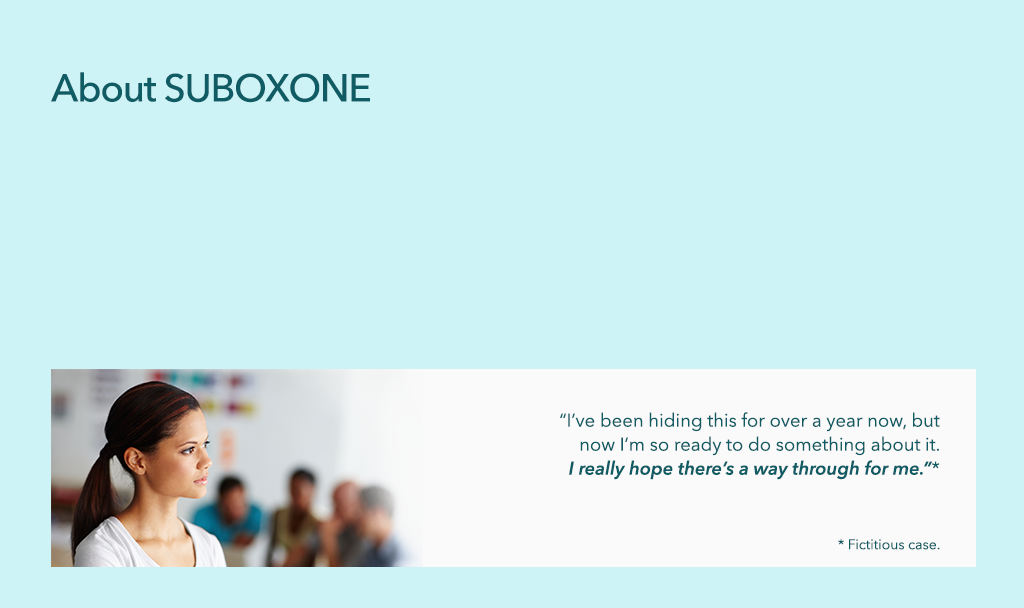 About SUBOXONE
“I’ve been hiding this for over a year now, but
now I’m so ready to do something about it.
I really hope there’s a way through for me.”*
* Fictitious case.